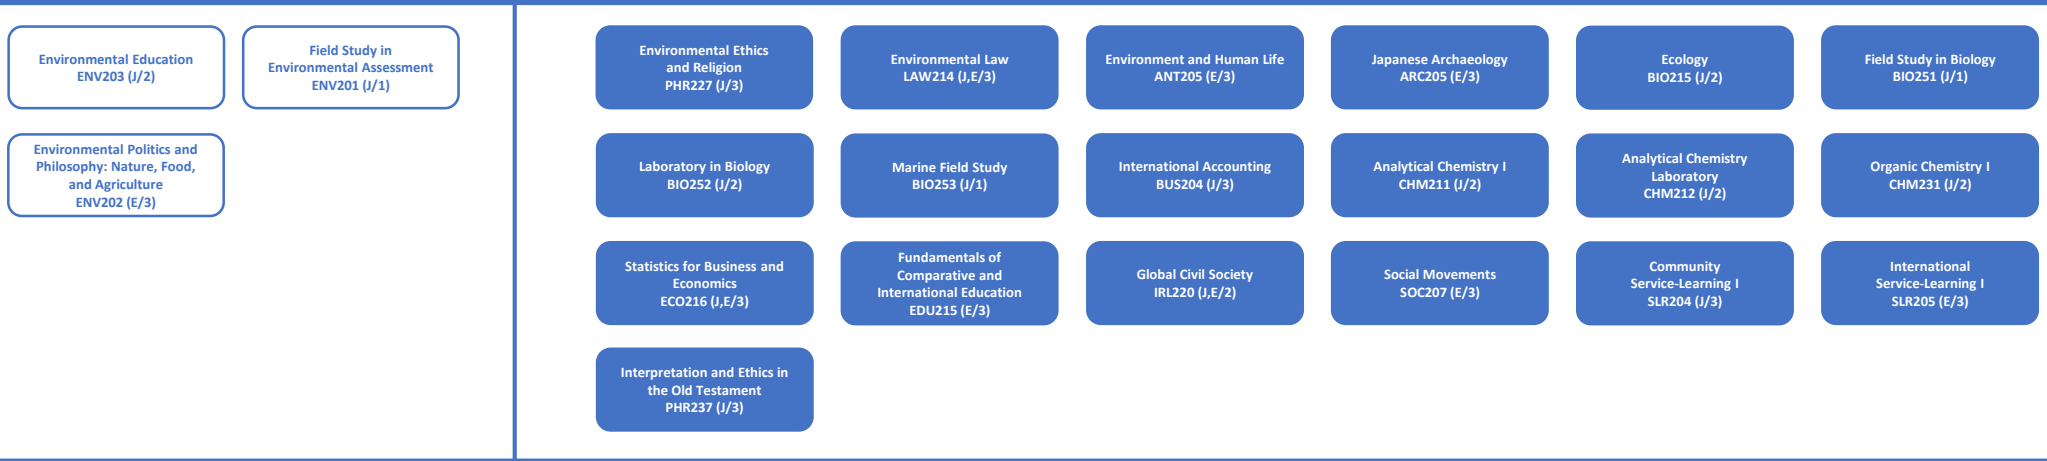 Environmental Education
ENV203 (J/2)
Field Study in
Environmental Assessment
ENV201 (J/1)
Environmental Politics and
Philosophy: Nature, Food,
and Agriculture
ENV202 (E/3)
Environmental Ethics
and Religion
PHR227 (J/3)
Environmental Law
LAW214 (J,E/3)
Environment and Human Life
ANT205 (E/3)
Japanese Archaeology
ARC205 (E/3)
Ecology
BIO215 (J/2)
Field Study in Biology
BIO251 (J/1)
Laboratory in Biology
BIO252 (J/2)
Marine Field Study
BIO253 (J/1)
International Accounting
BUS204 (J/3)
Analytical Chemistry I
CHM211 (J/2)
Analytical Chemistry
Laboratory
CHM212 (J/2)
Organic Chemistry I
CHM231 (J/2)
Statistics for Business and
Economics
ECO216 (J,E/3)
Fundamentals of
Comparative and
International Education
EDU215 (E/3)
Global Civil Society
IRL220 (J,E/2)
Social Movements
SOC207 (E/3)
Community
Service-Learning I
SLR204 (J/3)
International
Service-Learning I
SLR205 (E/3)
Interpretation and Ethics in
the Old Testament
PHR237 (J/3)